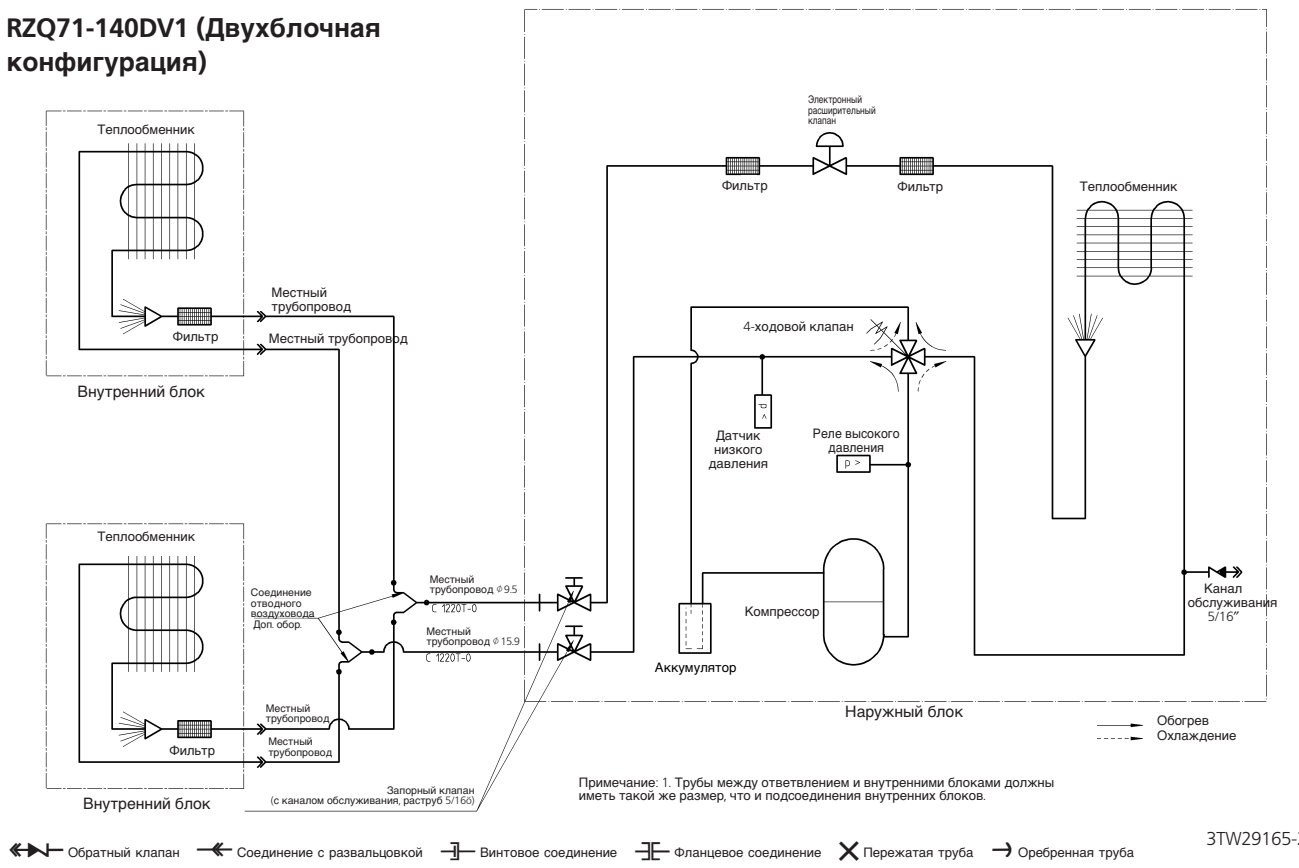 RZQ71-140DV1 (Двухблочная
конфигурация)
Теплообменник
Фильтр
Местный
трубопровод
Местный трубопровод
Внутренний блок
Электронный
расширительный
клапан
Фильтр
Фильтр
Теплообменник
4-ходовой клапан
p <
Датчик
низкого
давления
Реле высокого
давления
p >
Компрессор
Аккумулятор
Канал
обслуживания
5/16″
Наружный блок
Обогрев
Охлаждение
Теплообменник
Соединение
отводного
воздуховода
Доп. обор.
Местный
трубопровод ø9.5
C 1220T-0
Местный
трубопровод ø 15.9
C 1220T-0
Местный
трубопровод
Местный
трубопровод
Фильтр
Внутренний блок
Запорный клапан
(с каналом обслуживания, раструб 5/16ö)
Примечание: 1. Трубы между ответвлением и внутренними блоками должны
иметь такой же размер, что и подсоединения внутренних блоков.
Обратный клапан
Соединение с развальцовкой
Винтовое соединение
Фланцевое соединение
Пережатая труба
Оребренная труба